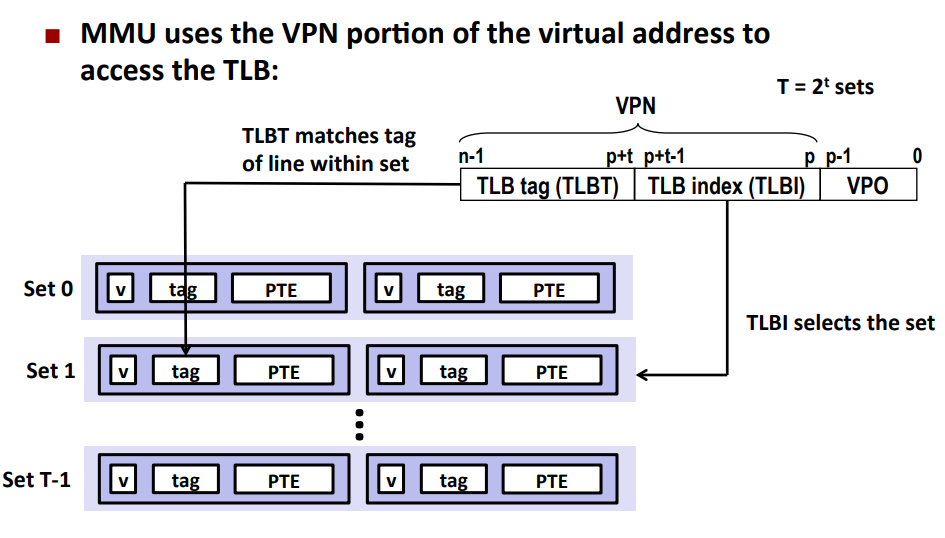 ■ MMU uses the VPN portion of the virtual address to
access the TLB:
T = 2^t sets
VPN
TLBT matches tag
of line within set
n-1 p+t p+t-1 p p-1 0
TLB tag (TLBT) TLB index (TLBI) VPO
Set 0 v tag PTE v tag PTE
TLBI selects the set
Set 1 v tag PTE v tag PTE
Set T-1 v tag PTE v tag PTE